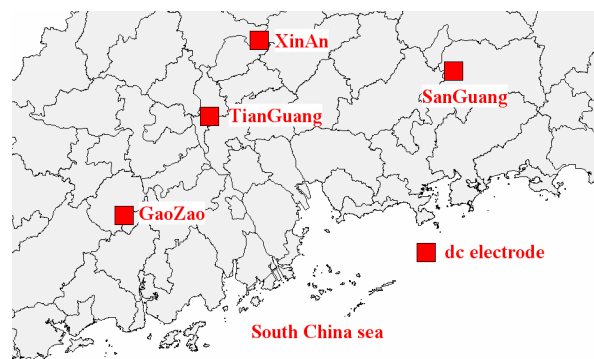 XinAn
SanGuang
TianGuang
GaoZao
dc electrode
South China sea